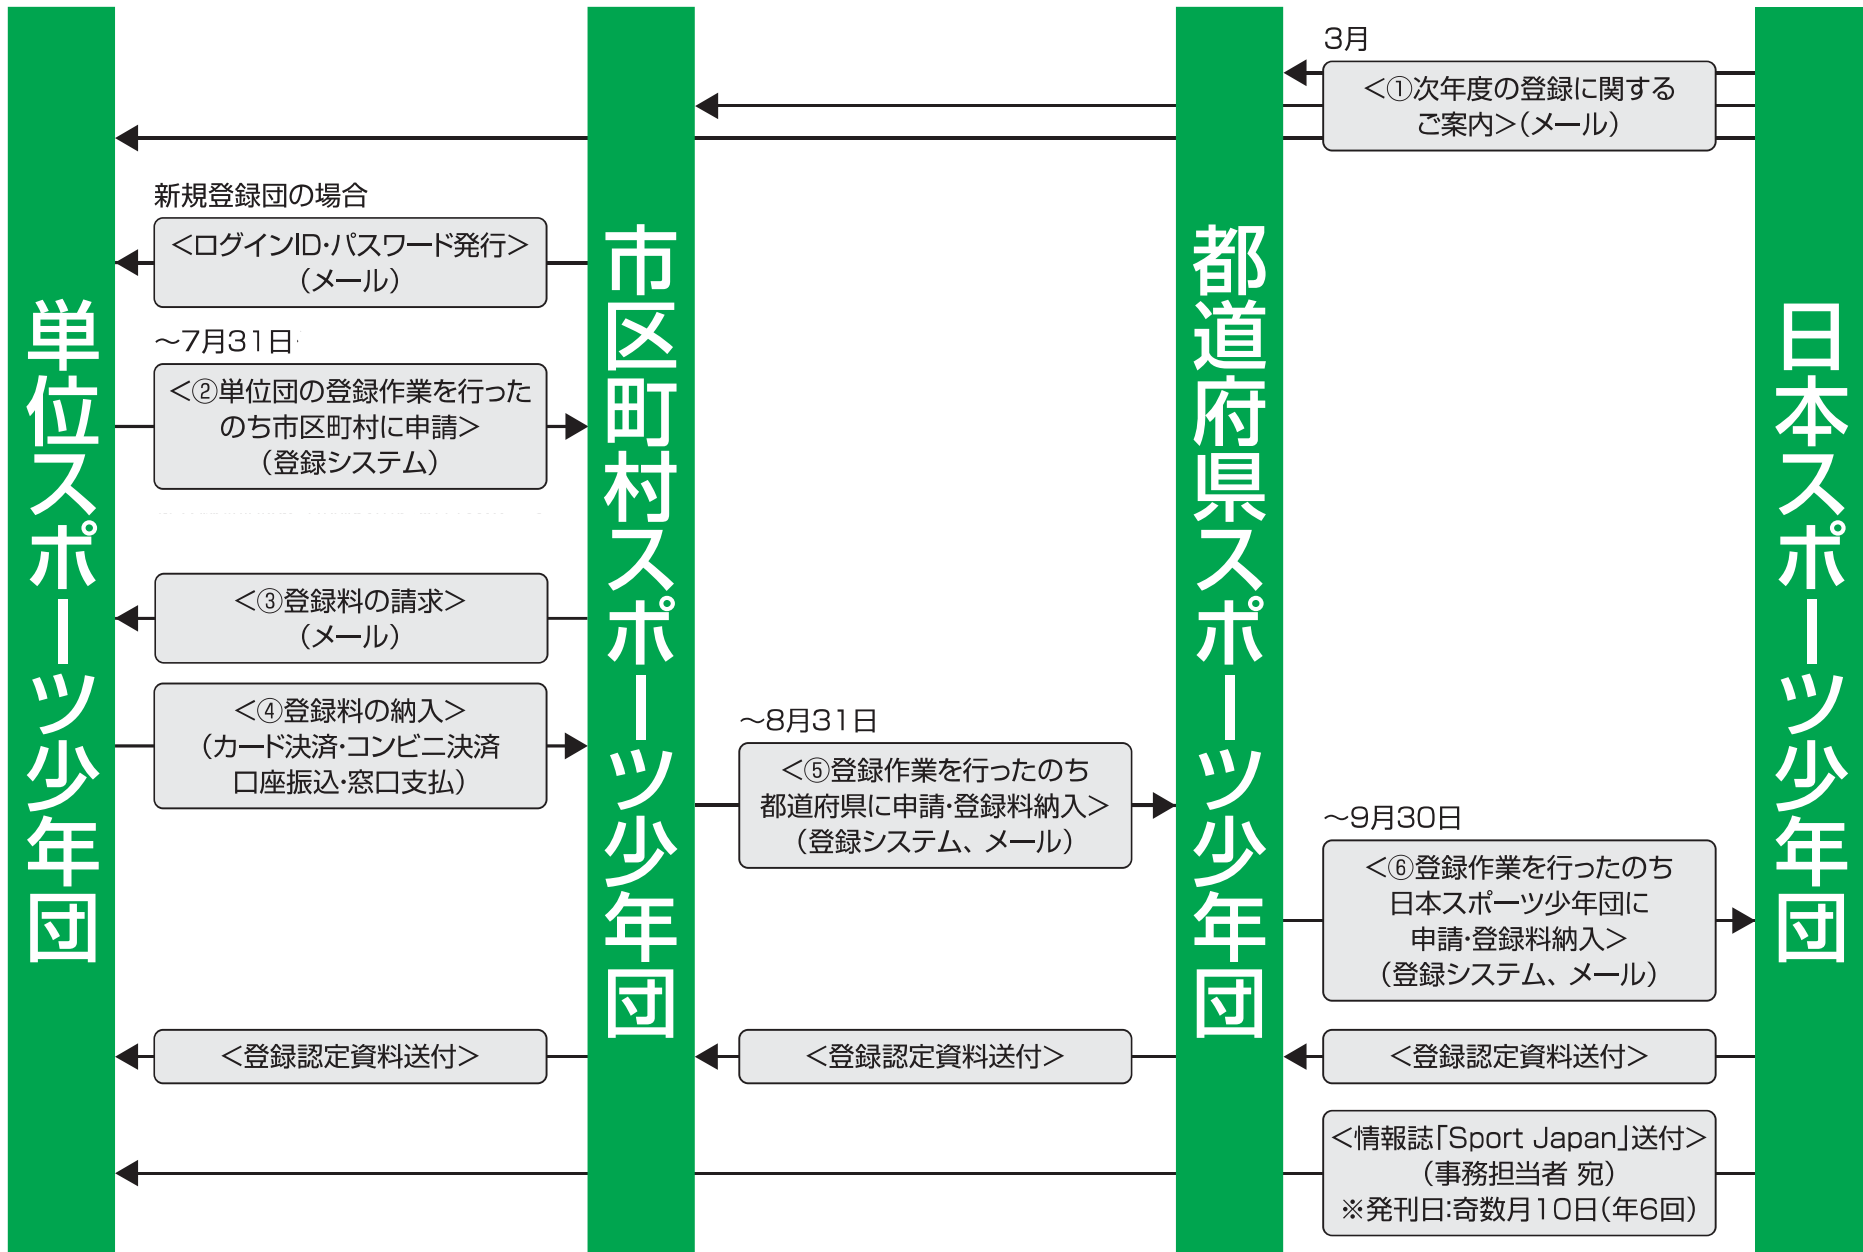 3月
＜①次年度の登録に関する
ご案内＞（メール）
新規登録団の場合
＜ログインID・パスワード発行＞
（メール）
～7月31日
＜②単位団の登録作業を行った
のち市区町村に申請＞
（登録システム）
＜③登録料の請求＞
（メール）
＜④登録料の納入＞
（カード決済・コンビニ決済
口座振込・窓口支払）
～8月31日
＜⑤登録作業を行ったのち
都道府県に申請・登録料納入＞
（登録システム、メール）
～9月30日
＜⑥登録作業を行ったのち
日本スポーツ少年団に
申請・登録料納入＞
（登録システム、メール）
＜登録認定資料送付＞
＜登録認定資料送付＞
＜登録認定資料送付＞
＜情報誌「Sport Japan」送付＞
（事務担当者 宛）
※発刊日：奇数月10日（年6回）
単位スポーツ少年団
市区町村スポーツ少年団
都道府県スポーツ少年団
日本スポーツ少年団